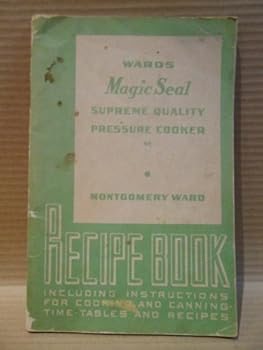 WARDS
Magic Seal
SUPREME QUALITY
PRESSURE COOKER
MONTGOMERY WARD
RECIPE BOOK
INCLUDING INSTRUCTIONS
FOR COOKING AND CANNING-
TIME-TABLES AND RECIPES